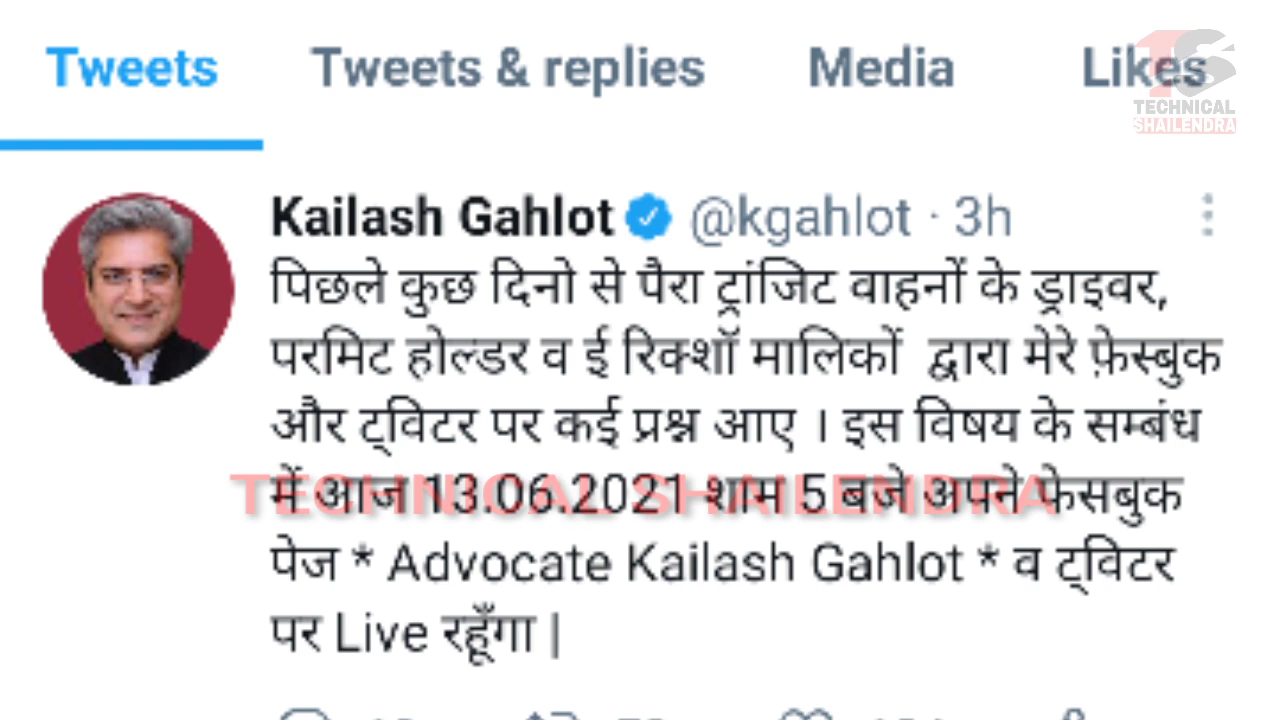 Tweets Tweets & replies Media Likes
TECHNICAL
SHAILENDRA
Kailash Gahlot @kgahlot · 3h
पिछले कुछ दिनो से पैरा ट्रांजिट वाहनों के ड्राइवर,
परमिट होल्डर व ई रिक्शॉ मालिकों द्वारा मेरे फ़ेस्बुक
और ट्विटर पर कई प्रश्न आए । इस विषय के सम्बंध
में आज 13.06.2021 शाम 5 बजे अपने फेसबुक
TECHNICAL SHAILENDRA
पेज * Advocate Kailash Gahlot * व ट्विटर
पर Live रहूँगा |